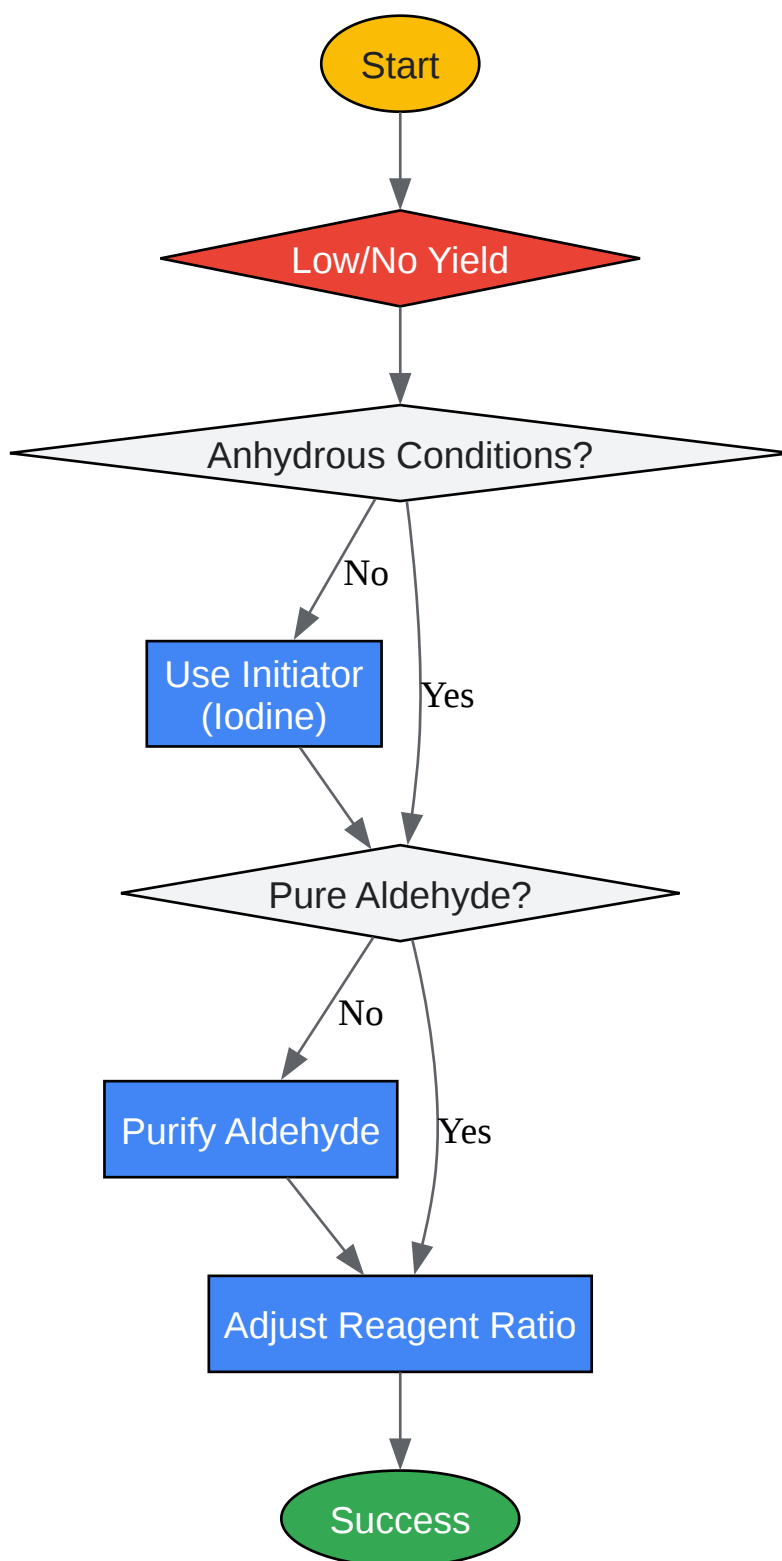 Start
Low/No Yield
Anhydrous Conditions?
No
Use Initiator
(Iodine)
Yes
Pure Aldehyde?
No
Purify Aldehyde
Yes
Adjust Reagent Ratio
Success